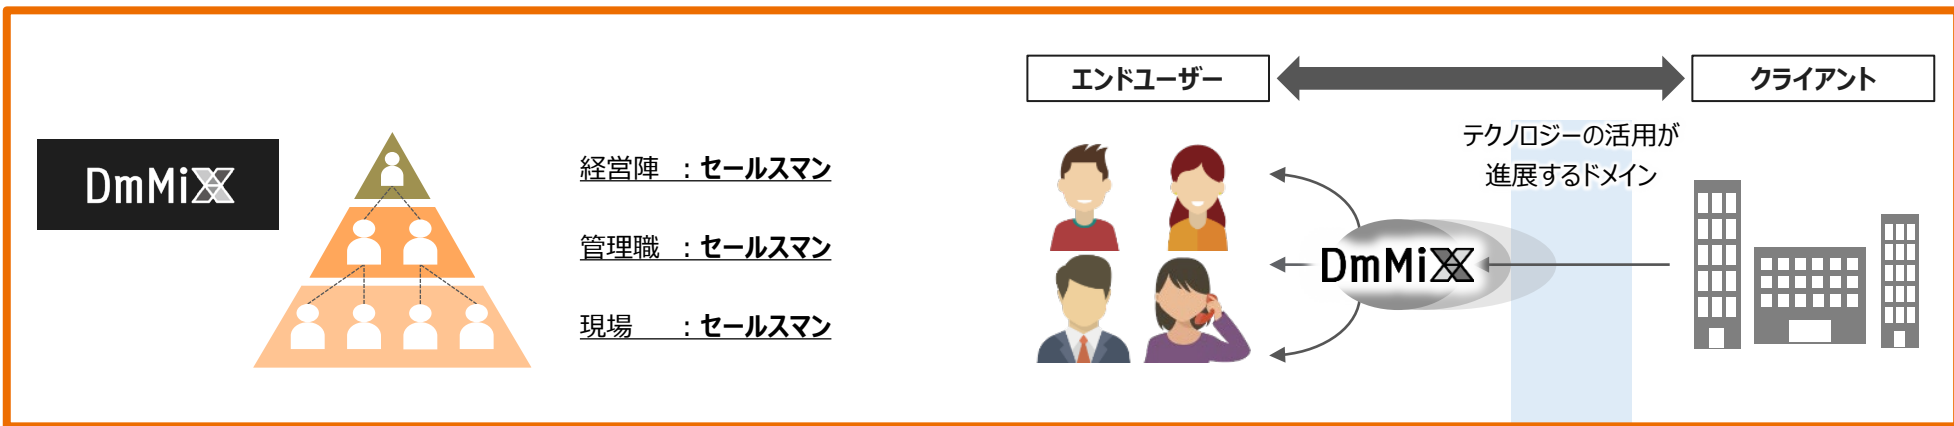 DmMiX
経営陣 : セールスマン
管理職 : セールスマン
現場 : セールスマン
エンドユーザー
クライアント
テクノロジーの活用が
進展するドメイン
DmMiX